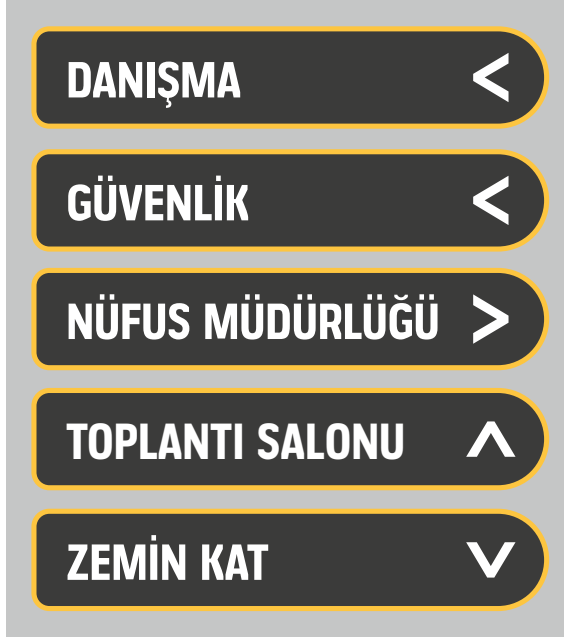 DANIŞMA <
GÜVENLİK <
NÜFUS MÜDÜRLÜĞÜ >
TOPLANTI SALONU
ZEMİN KAT